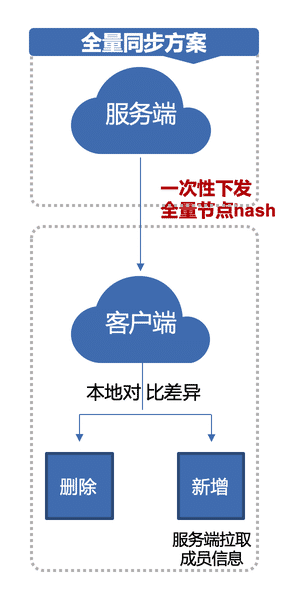 全量同步方案
服务端
一次性下发
全量节点hash
客户端
本地对比差异
删除
新增
服务端拉取
成员信息